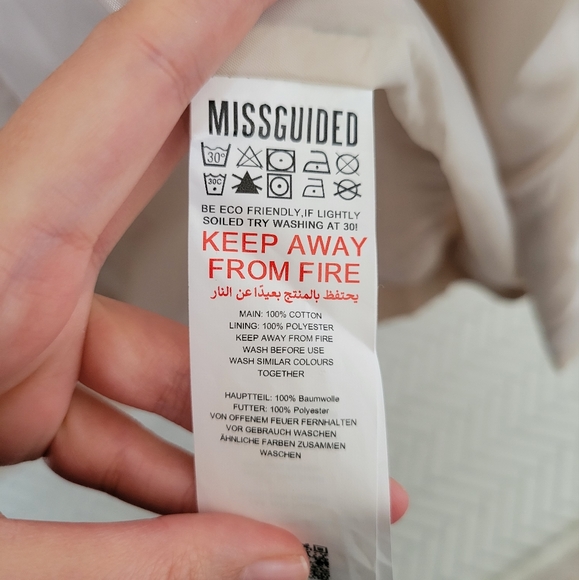 MISSGUIDED
30°
30C
BE ECO FRIENDLY,IF LIGHTLY
SOILED TRY WASHING AT 30!
KEEP AWAY
FROM FIRE
يحتفظ بالمنتج بعيدًا عن النار
MAIN: 100% COTTON
LINING: 100% POLYESTER
KEEP AWAY FROM FIRE
WASH BEFORE USE
WASH SIMILAR COLOURS
TOGETHER
HAUPTTEIL: 100% Baumwolle
FUTTER: 100% Polyester
VON OFFENEM FEUER FERNHALTEN
VOR GEBRAUCH WASCHEN
ÄHNLICHE FARBEN ZUSAMMEN
WASCHEN